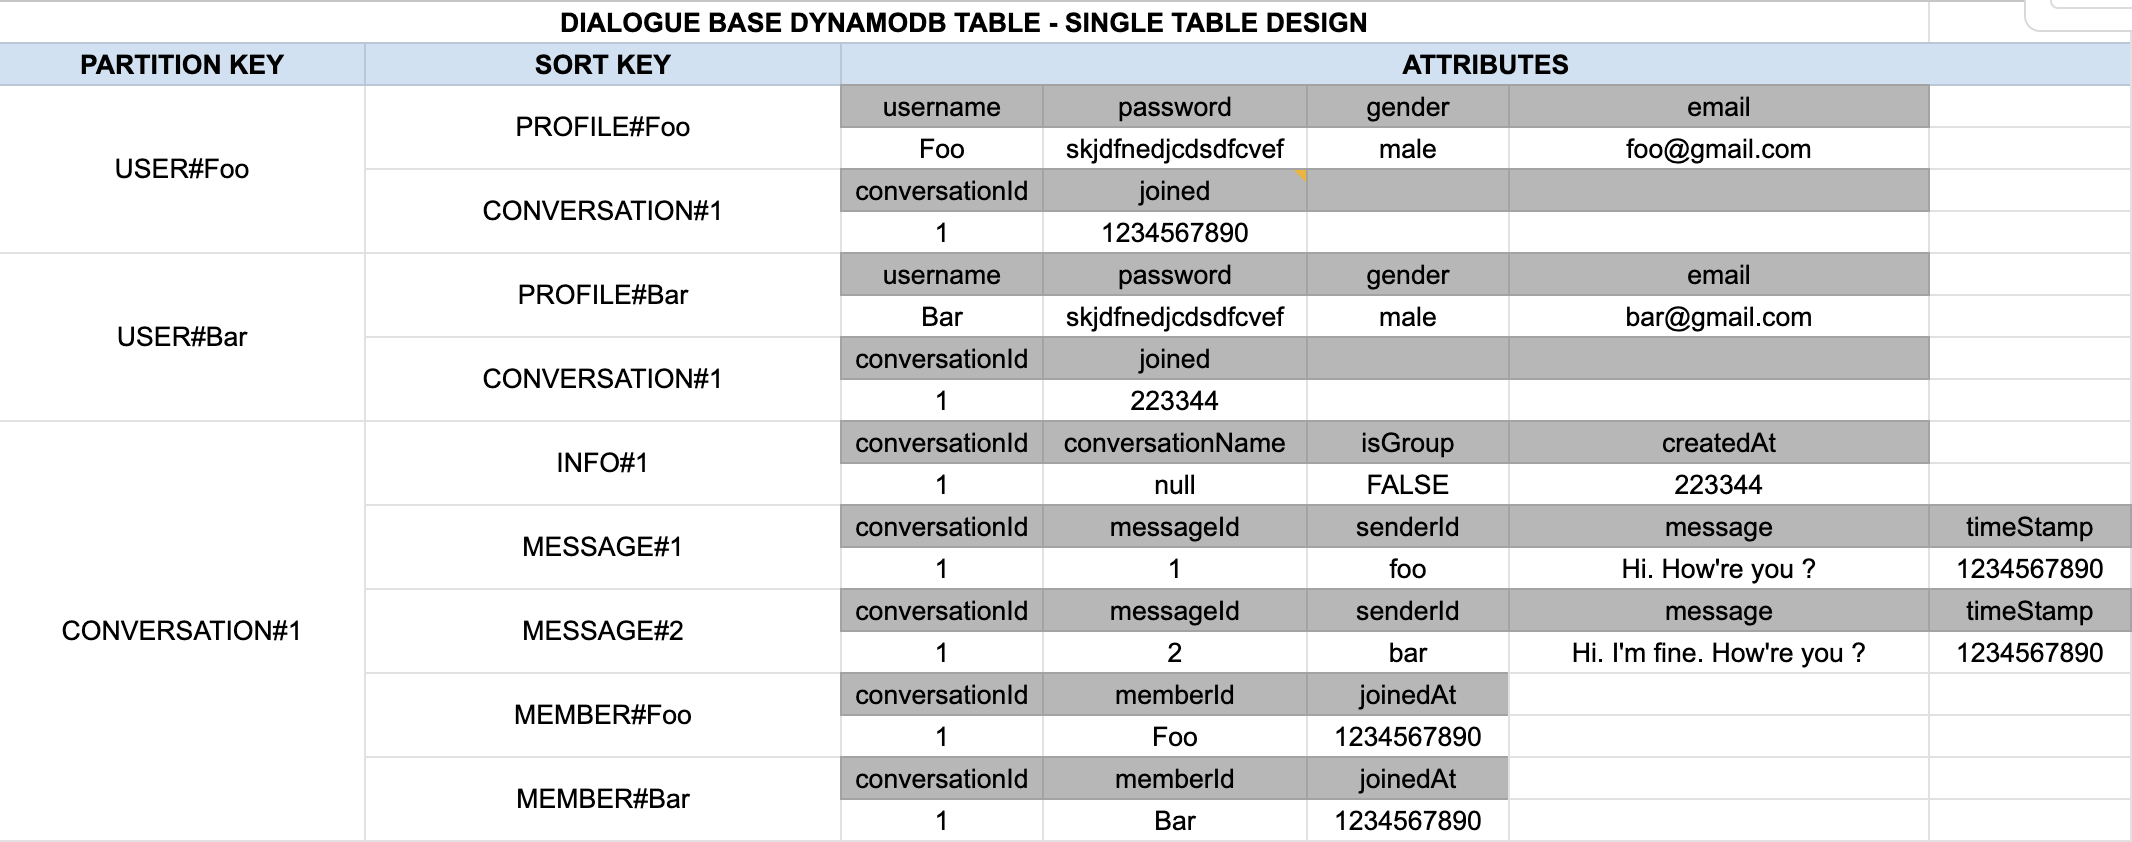 DIALOGUE BASE DYNAMODB TABLE - SINGLE TABLE DESIGN
PARTITION KEY SORT KEY ATTRIBUTES
USER#Foo
PROFILE#Foo
username password gender email
Foo skjdfnedjcdsdfcvef male foo@gmail.com
CONVERSATION#1
conversationId joined
1 1234567890
USER#Bar
PROFILE#Bar
username password gender email
Bar skjdfnedjcdsdfcvef male bar@gmail.com
CONVERSATION#1
conversationId joined
1 223344
CONVERSATION#1
INFO#1
conversationId conversationName isGroup createdAt
1 null FALSE 223344
MESSAGE#1
conversationId messageId senderId message timeStamp
1 1 foo Hi. How're you ? 1234567890
MESSAGE#2
conversationId messageId senderId message timeStamp
1 2 bar Hi. I'm fine. How're you ? 1234567890
MEMBER#Foo
conversationId memberId joinedAt
1 Foo 1234567890
MEMBER#Bar
conversationId memberId joinedAt
1 Bar 1234567890